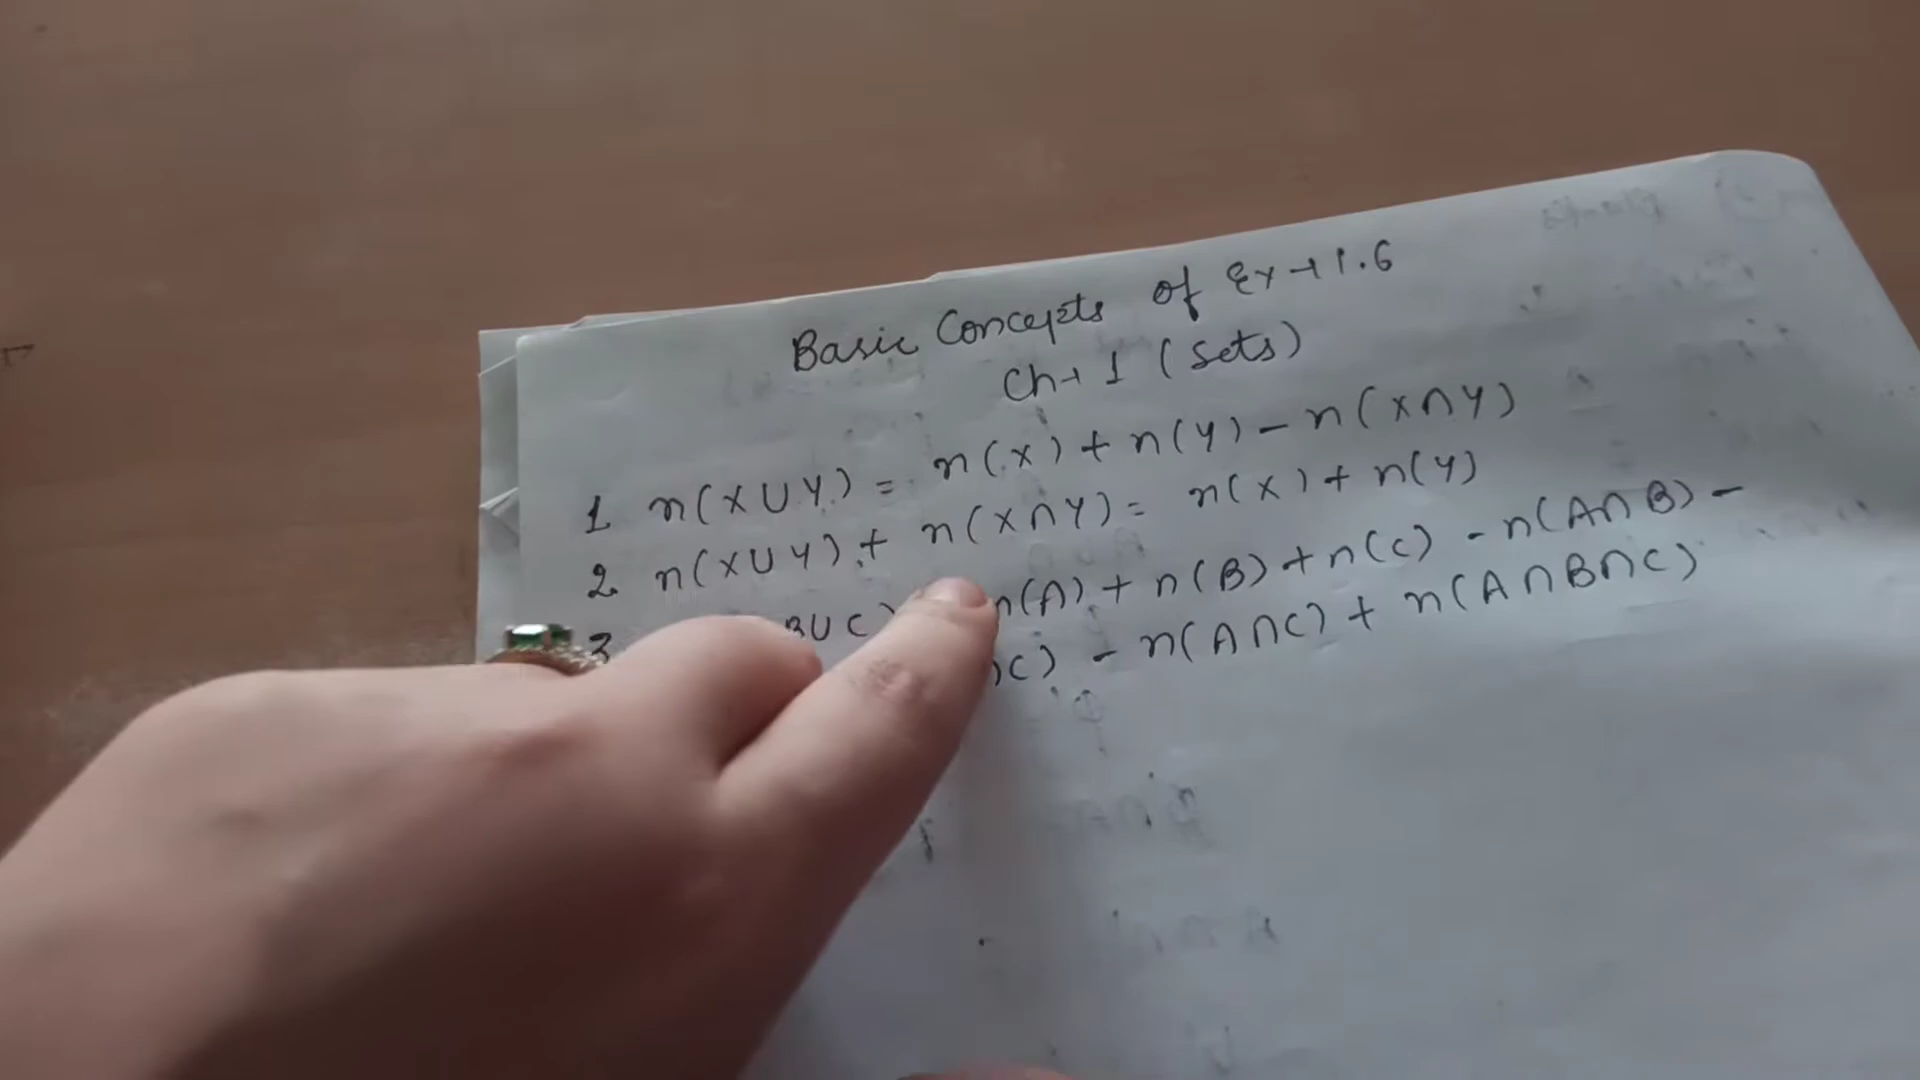 Basic Concepts of Ex → 1.6
Ch → 1 (Sets)
1 n(X∪Y) = n(X) + n(Y) − n(X∩Y)
2 n(X∪Y) + n(X∩Y) = n(X) + n(Y)
3 B∪C) n(A) + n(B) + n(C) - n(A∩B) −
∩C) - n(A∩C) + n(A∩B∩C)